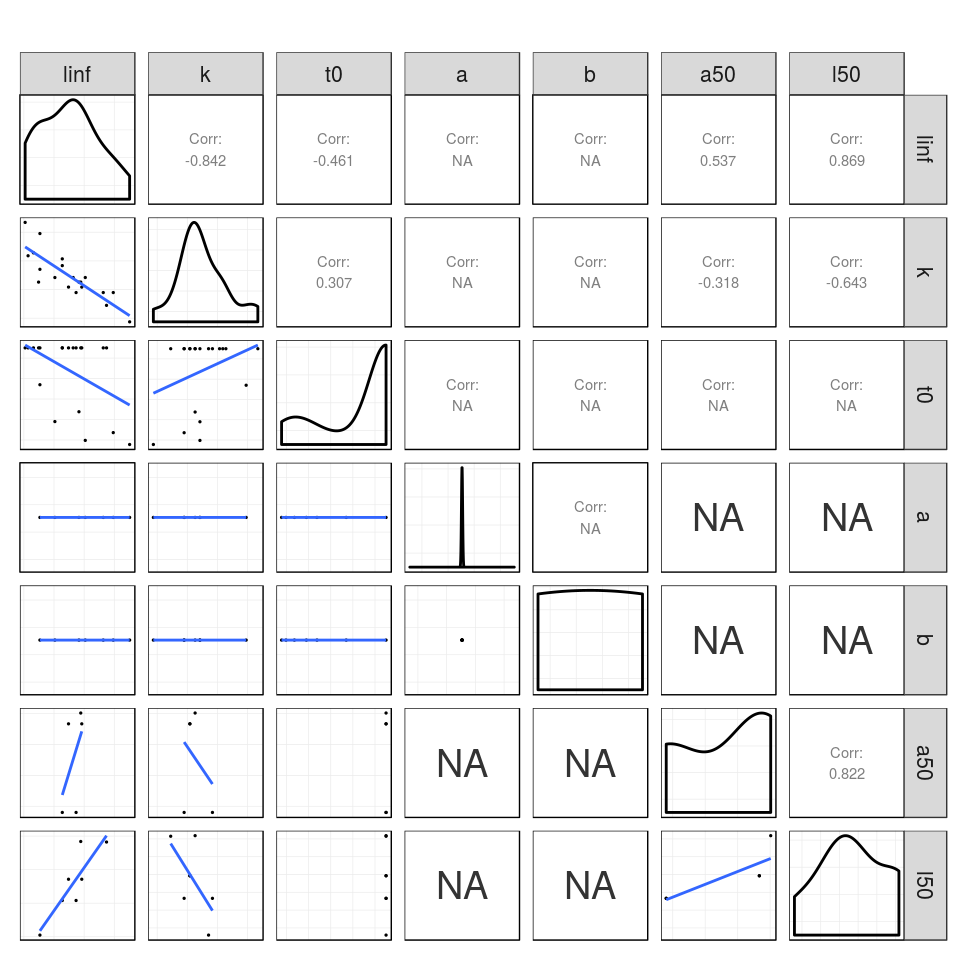 linf k t0 a b a50 l50
Corr: Corr: Corr: Corr: Corr: Corr:
-0.842 -0.461 NA NA 0.537 0.869
linf
Corr: Corr: Corr: Corr: Corr:
0.307 NA NA -0.318 -0.643
k
Corr: Corr: Corr: Corr:
NA NA NA NA
t0
Corr:
NA
NA NA
a
NA NA
b
NA NA
Corr:
0.822
a50
NA NA
l50